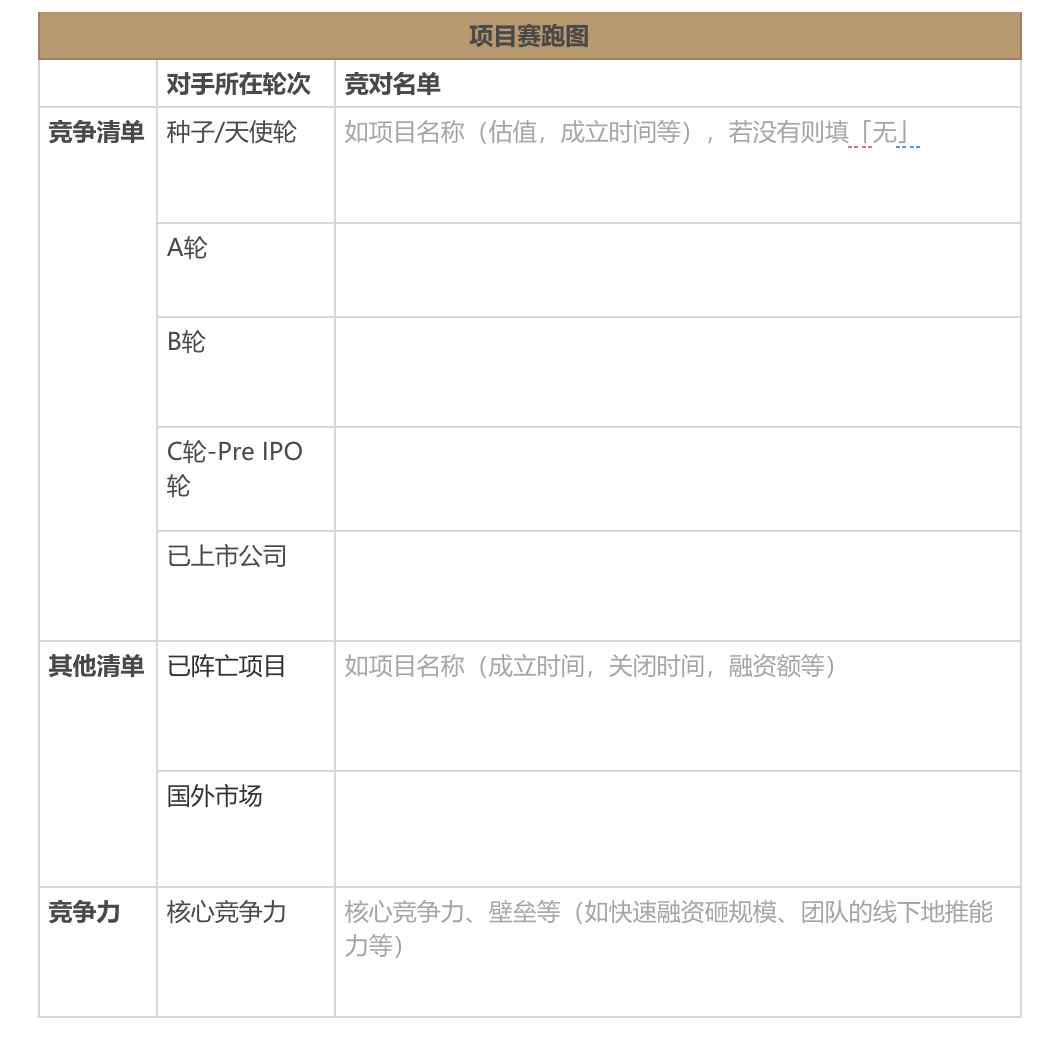 项目赛跑图
对手所在轮次 竞对名单
竞争清单 种子/天使轮 如项目名称（估值，成立时间等），若没有则填「无」
A轮
B轮
C轮-Pre IPO
轮
已上市公司
其他清单 已阵亡项目 如项目名称（成立时间，关闭时间，融资额等）
国外市场
竞争力 核心竞争力 核心竞争力、壁垒等（如快速融资砸规模、团队的线下地推能
力等）